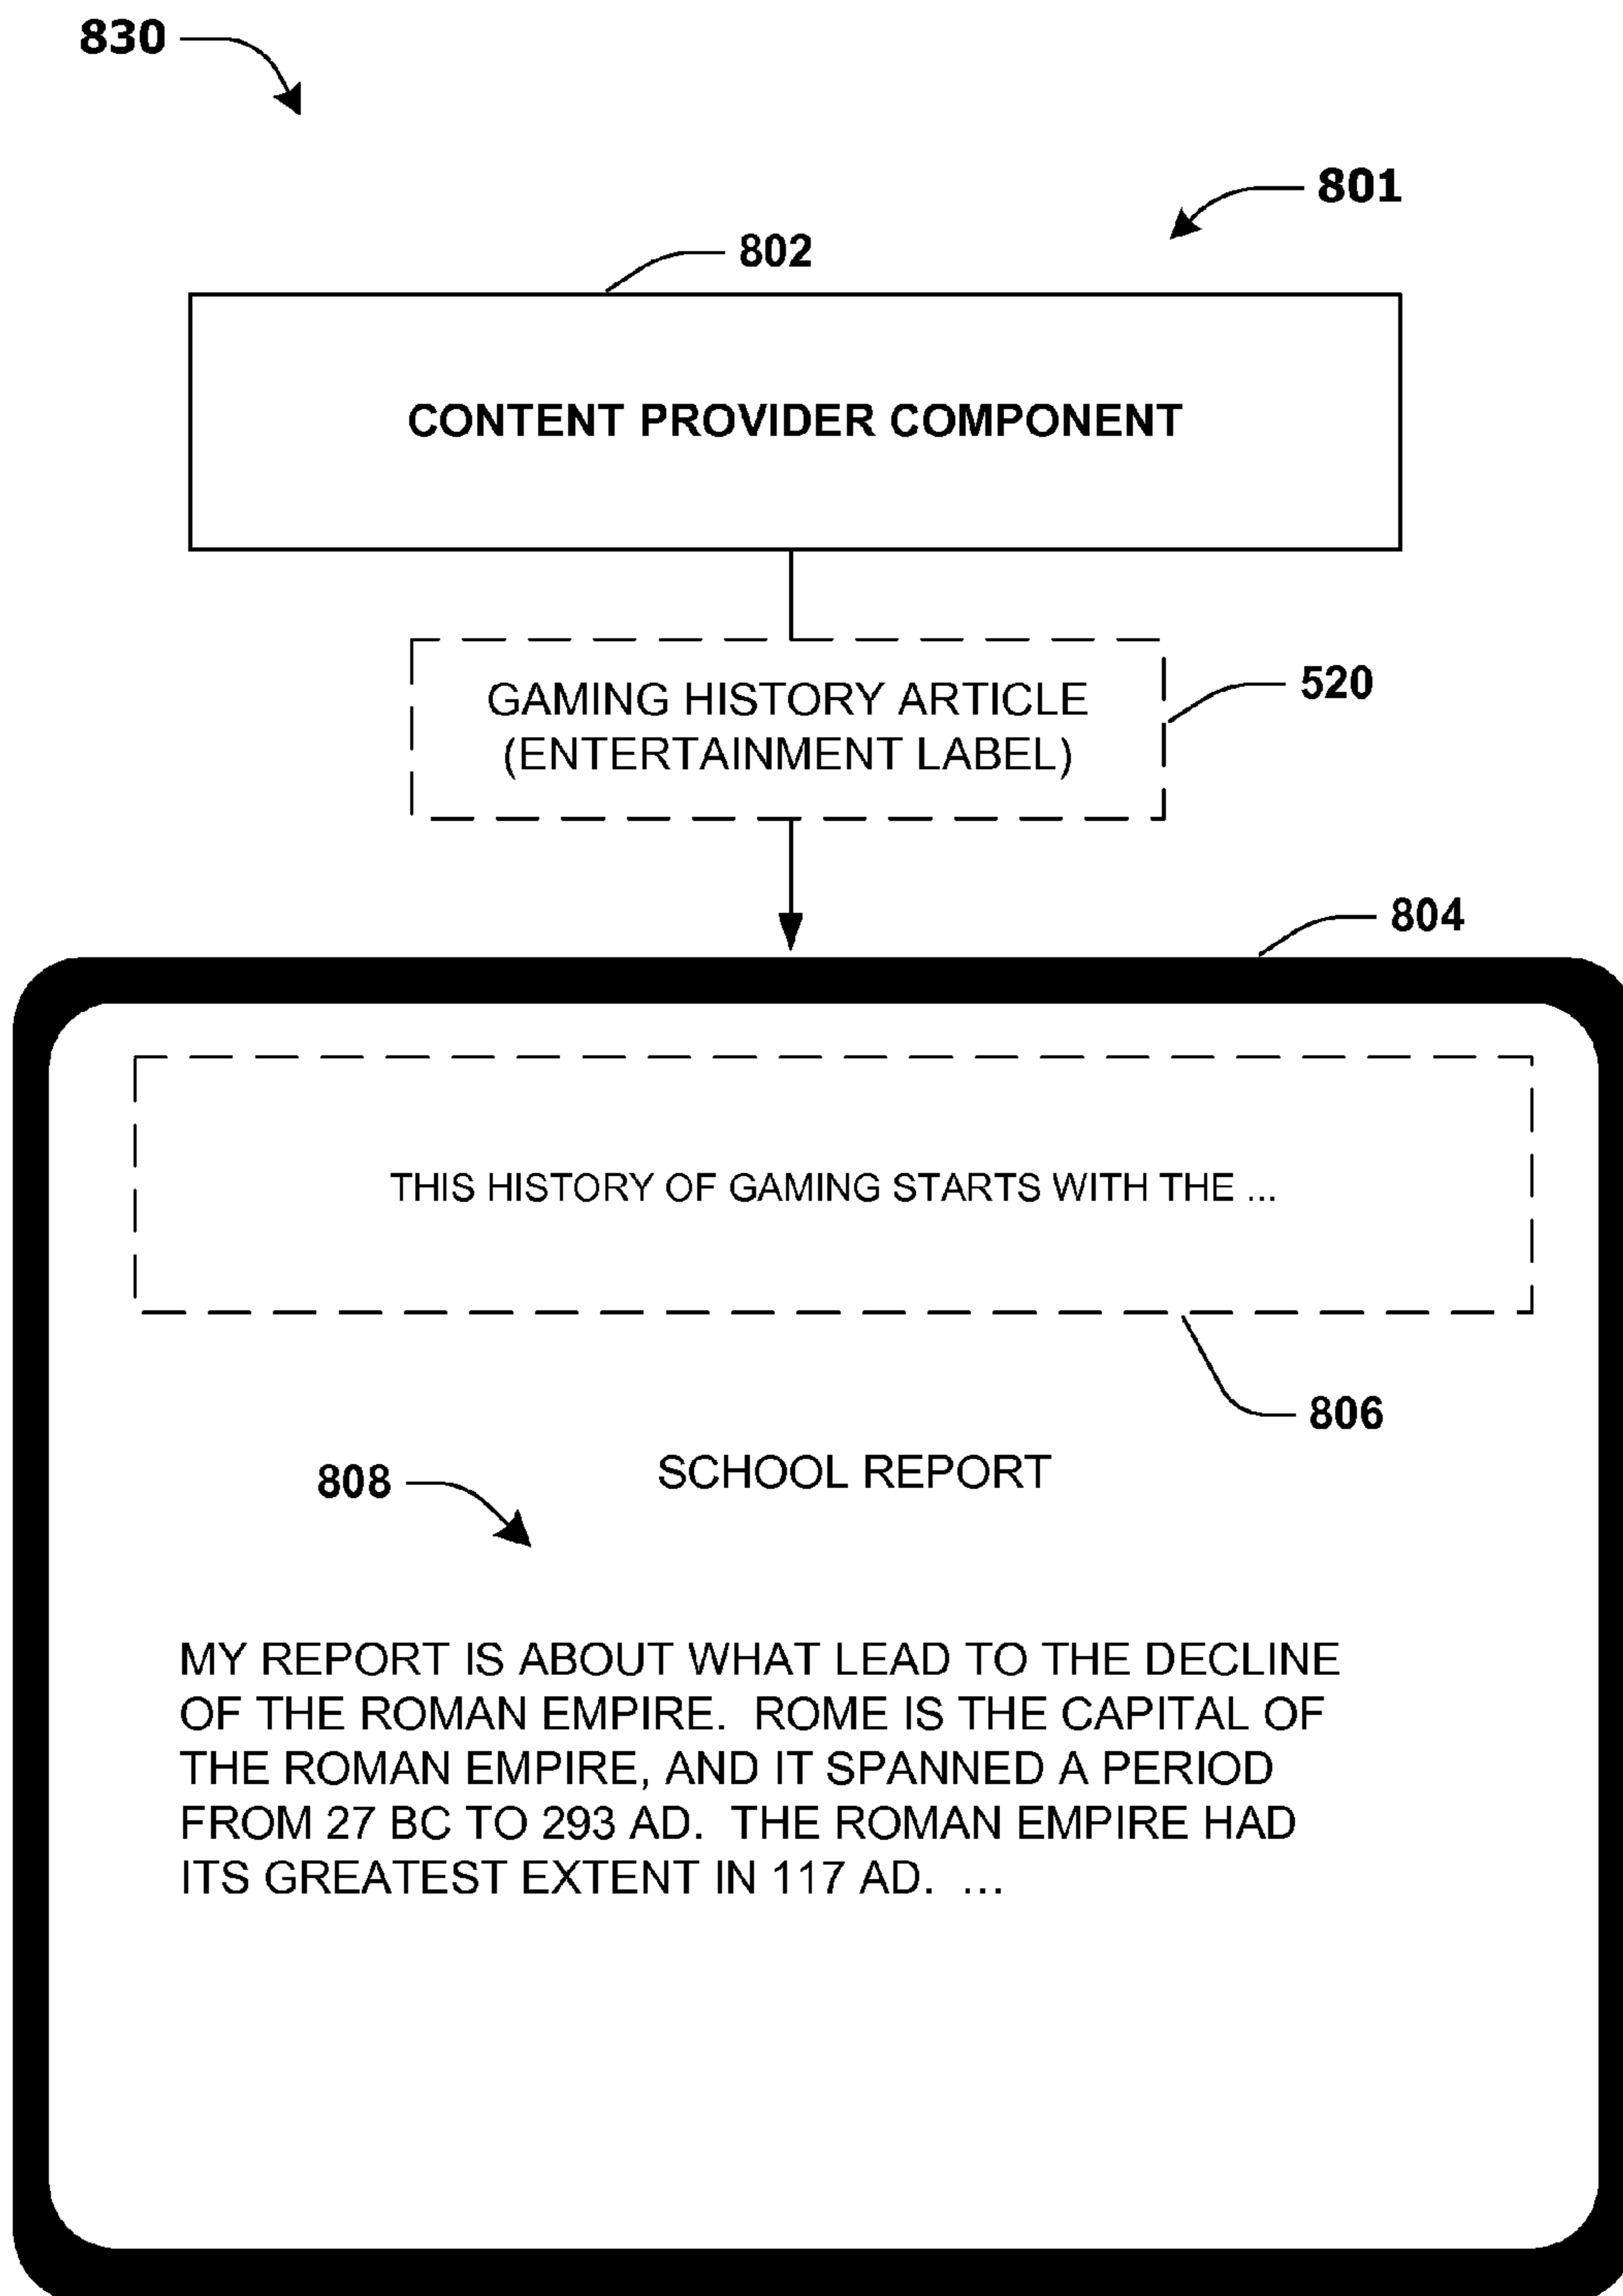 830
801
802
CONTENT PROVIDER COMPONENT
GAMING HISTORY ARTICLE
(ENTERTAINMENT LABEL)
520
804
THIS HISTORY OF GAMING STARTS WITH THE ...
806
SCHOOL REPORT
808
MY REPORT IS ABOUT WHAT LEAD TO THE DECLINE
OF THE ROMAN EMPIRE. ROME IS THE CAPITAL OF
THE ROMAN EMPIRE, AND IT SPANNED A PERIOD
FROM 27 BC TO 293 AD. THE ROMAN EMPIRE HAD
ITS GREATEST EXTENT IN 117 AD. ...